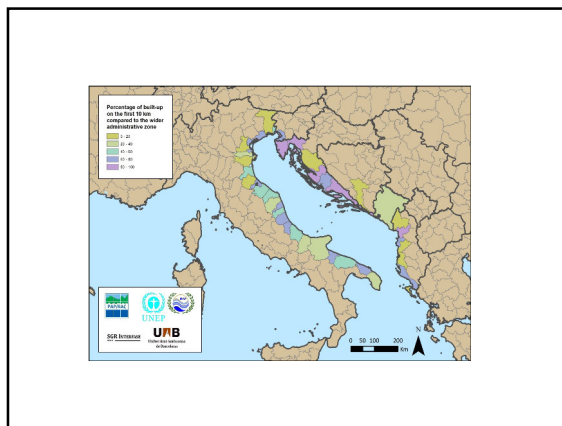 Percentage of built-up
on the first 10 km
compared to the wider
administrative zone
0 - 20
20 - 40
40 - 60
60 - 80
80 - 100
PAP/RAC
UNEP
SGR INTERNAR
UAB
Universitat Autònoma
de Barcelona
N
0 50 100 200
Km